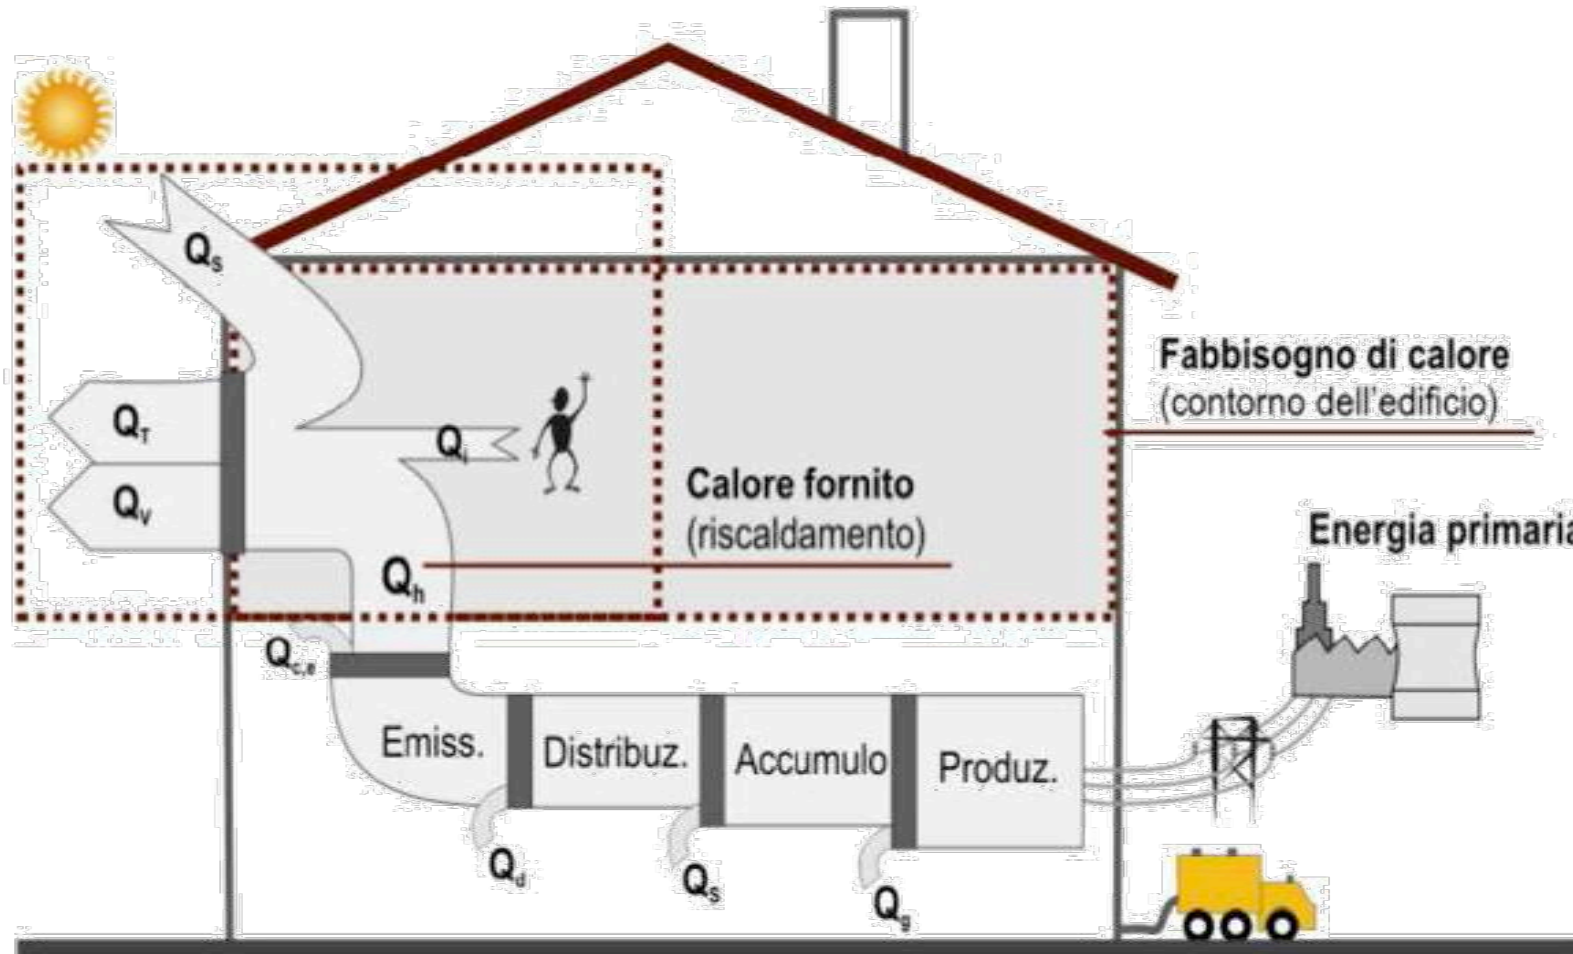 Qs
QT
QV
Qi
Qh
Fabbisogno di calore
(contorno dell'edificio)
Calore fornito
(riscaldamento)
Energia primaria
Qc,e
Emiss.
Distribuz.
Accumulo
Produz.
Qd
Qs
Qg